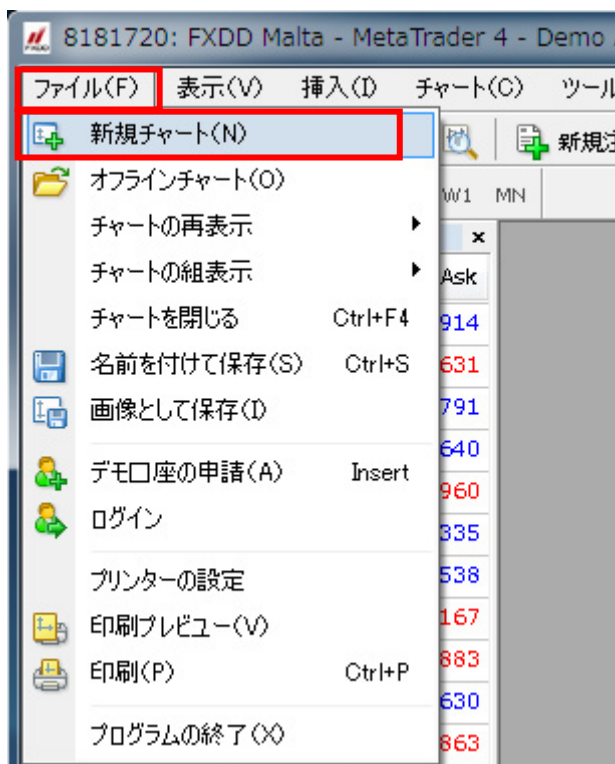 8181720: FXDD Malta - MetaTrader 4 - Demo
ファイル(F) 表示(V) 挿入(I) チャート(C) ツール
新規チャート(N)
新規注
オフラインチャート(O)
W1 MN
チャートの再表示
チャートの組表示
Ask
チャートを閉じる Ctrl+F4
914
名前を付けて保存(S) Ctrl+S
631
画像として保存(I)
791
640
デモ口座の申請(A) Insert
960
ログイン
335
プリンターの設定
538
印刷プレビュー(V)
167
印刷(P) Ctrl+P
883
630
プログラムの終了(X)
863
FXDD